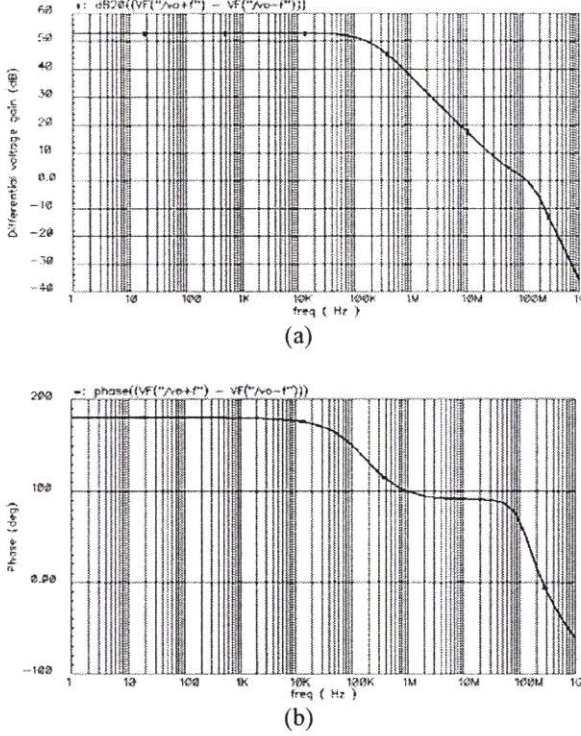 : dB20((VF("/vo+f") - VF("/vo-f")))
Differential voltage gain (dB)
60
50
40
30
20
10
0.0
-10
-20
-30
-40
1 10 100 1K 10K 100K 1M 10M 100M 1G
freq ( Hz )
(a)
-: phase((VF("/vo+f") - VF("/vo-f")))
Phase (deg)
200
100
0.00
-100
1 10 100 1K 10K 100K 1M 10M 100M
freq ( Hz )
(b)